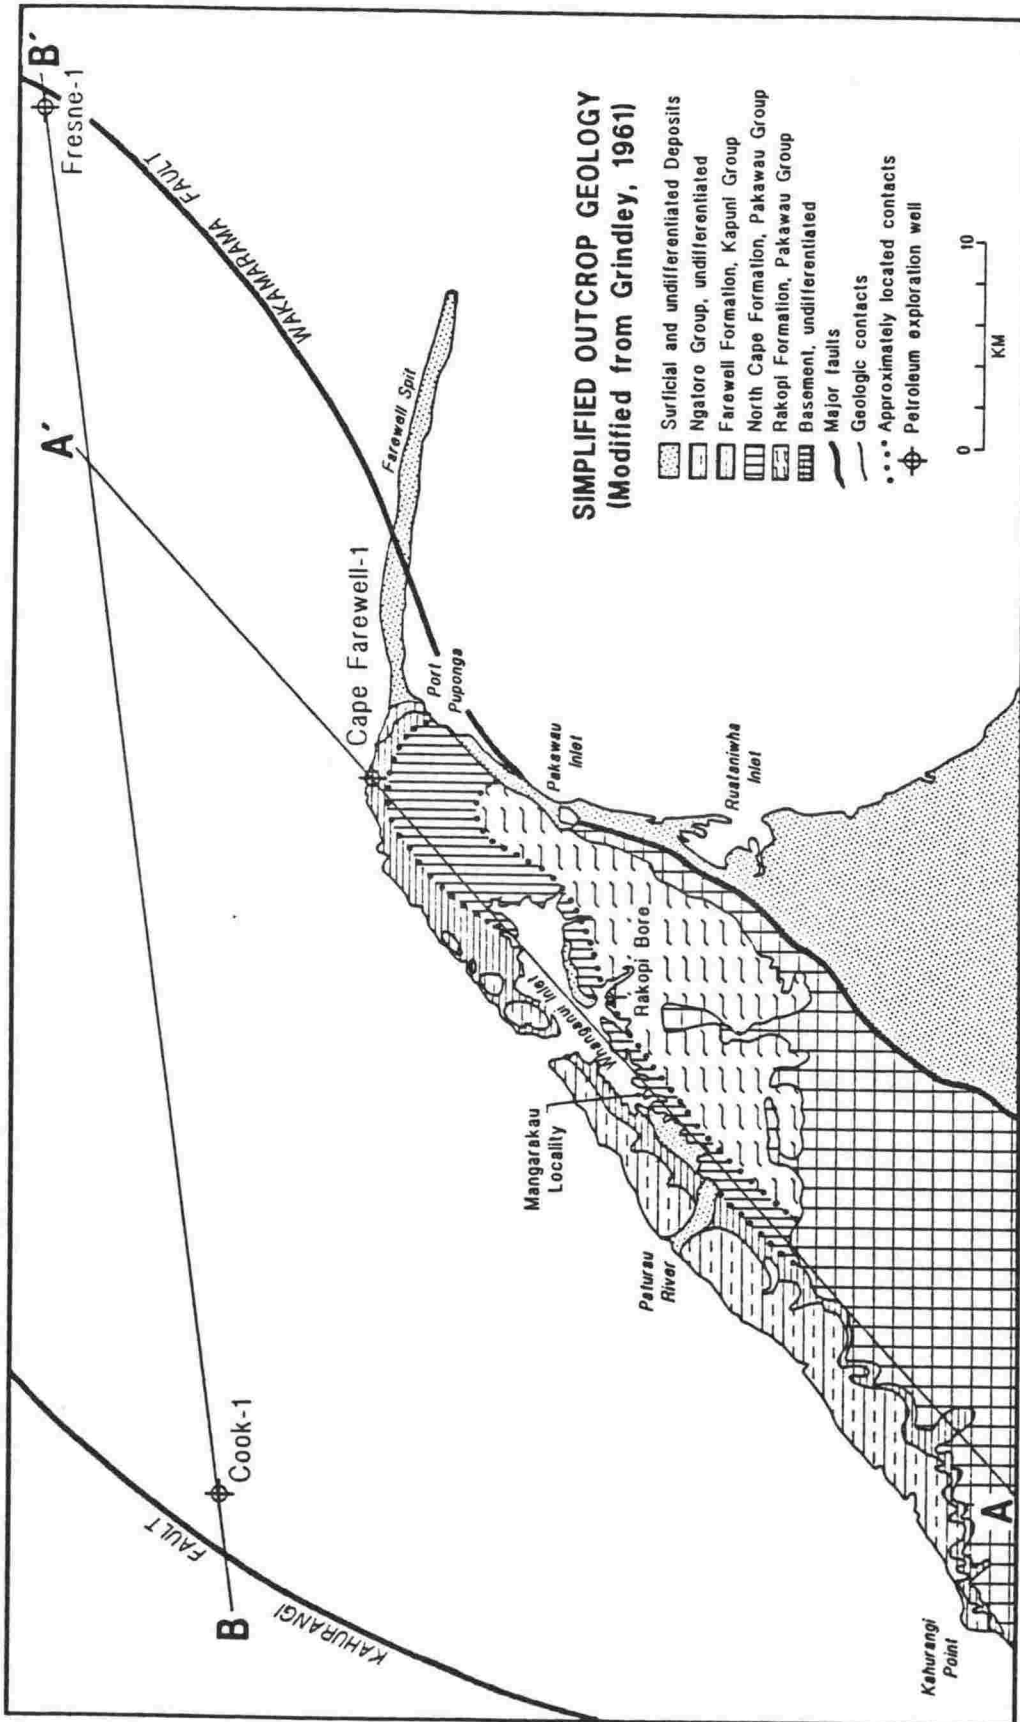 B´
Fresne-1
WAKAMARAMA FAULT
A´
Farewell Spit
Cape Farewell-1
Port
Puponga
Pakawau
Inlet
Ruataniwha
Inlet
Whanganui Inlet
Rakopi Bore
Mangarakau
Locality
Paturau
River
Cook-1
B
KAHURANGI FAULT
Kahurangi
Point
A
SIMPLIFIED OUTCROP GEOLOGY
(Modified from Grindley, 1961)
Surficial and undifferentiated Deposits
Ngatoro Group, undifferentiated
Farewell Formation, Kapuni Group
North Cape Formation, Pakawau Group
Rakopi Formation, Pakawau Group
Basement, undifferentiated
Major faults
Geologic contacts
Approximately located contacts
Petroleum exploration well
0 10
KM